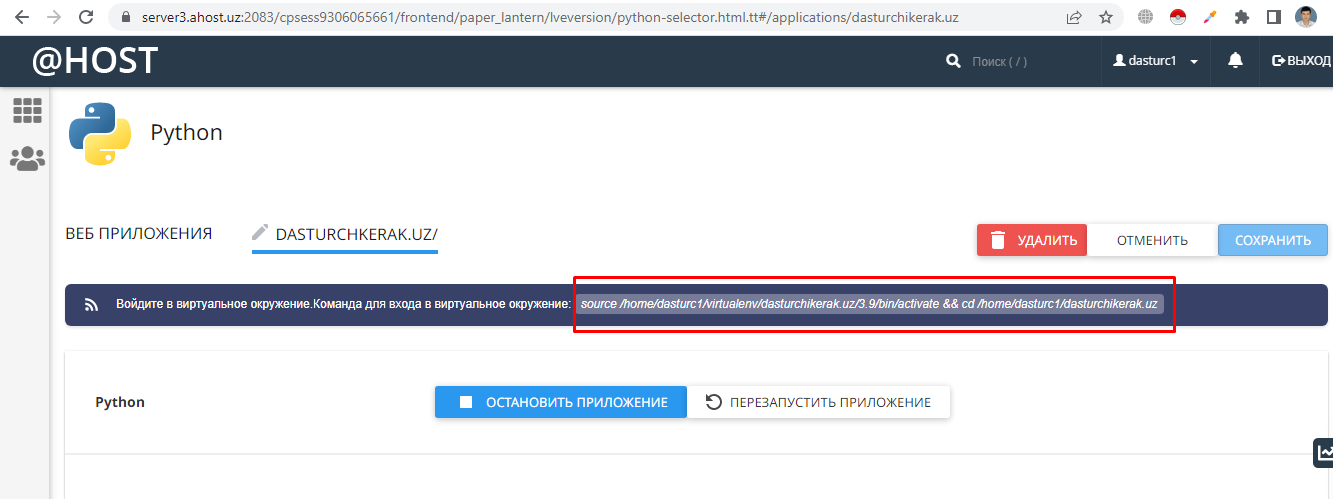 server3.ahost.uz:2083/cpsess9306065661/frontend/paper_lantern/lveversion/python-selector.html.tt#/applications/dasturchikerak.uz
@HOST
Поиск ( / )
dasturc1
ВЫХОД
Python
ВЕБ ПРИЛОЖЕНИЯ
DASTURCHKERAK.UZ/
УДАЛИТЬ
ОТМЕНИТЬ
СОХРАНИТЬ
Войдите в виртуальное окружение.Команда для входа в виртуальное окружение: source /home/dasturc1/virtualenv/dasturchikerak.uz/3.9/bin/activate && cd /home/dasturc1/dasturchikerak.uz
Python
ОСТАНОВИТЬ ПРИЛОЖЕНИЕ
ПЕРЕЗАПУСТИТЬ ПРИЛОЖЕНИЕ